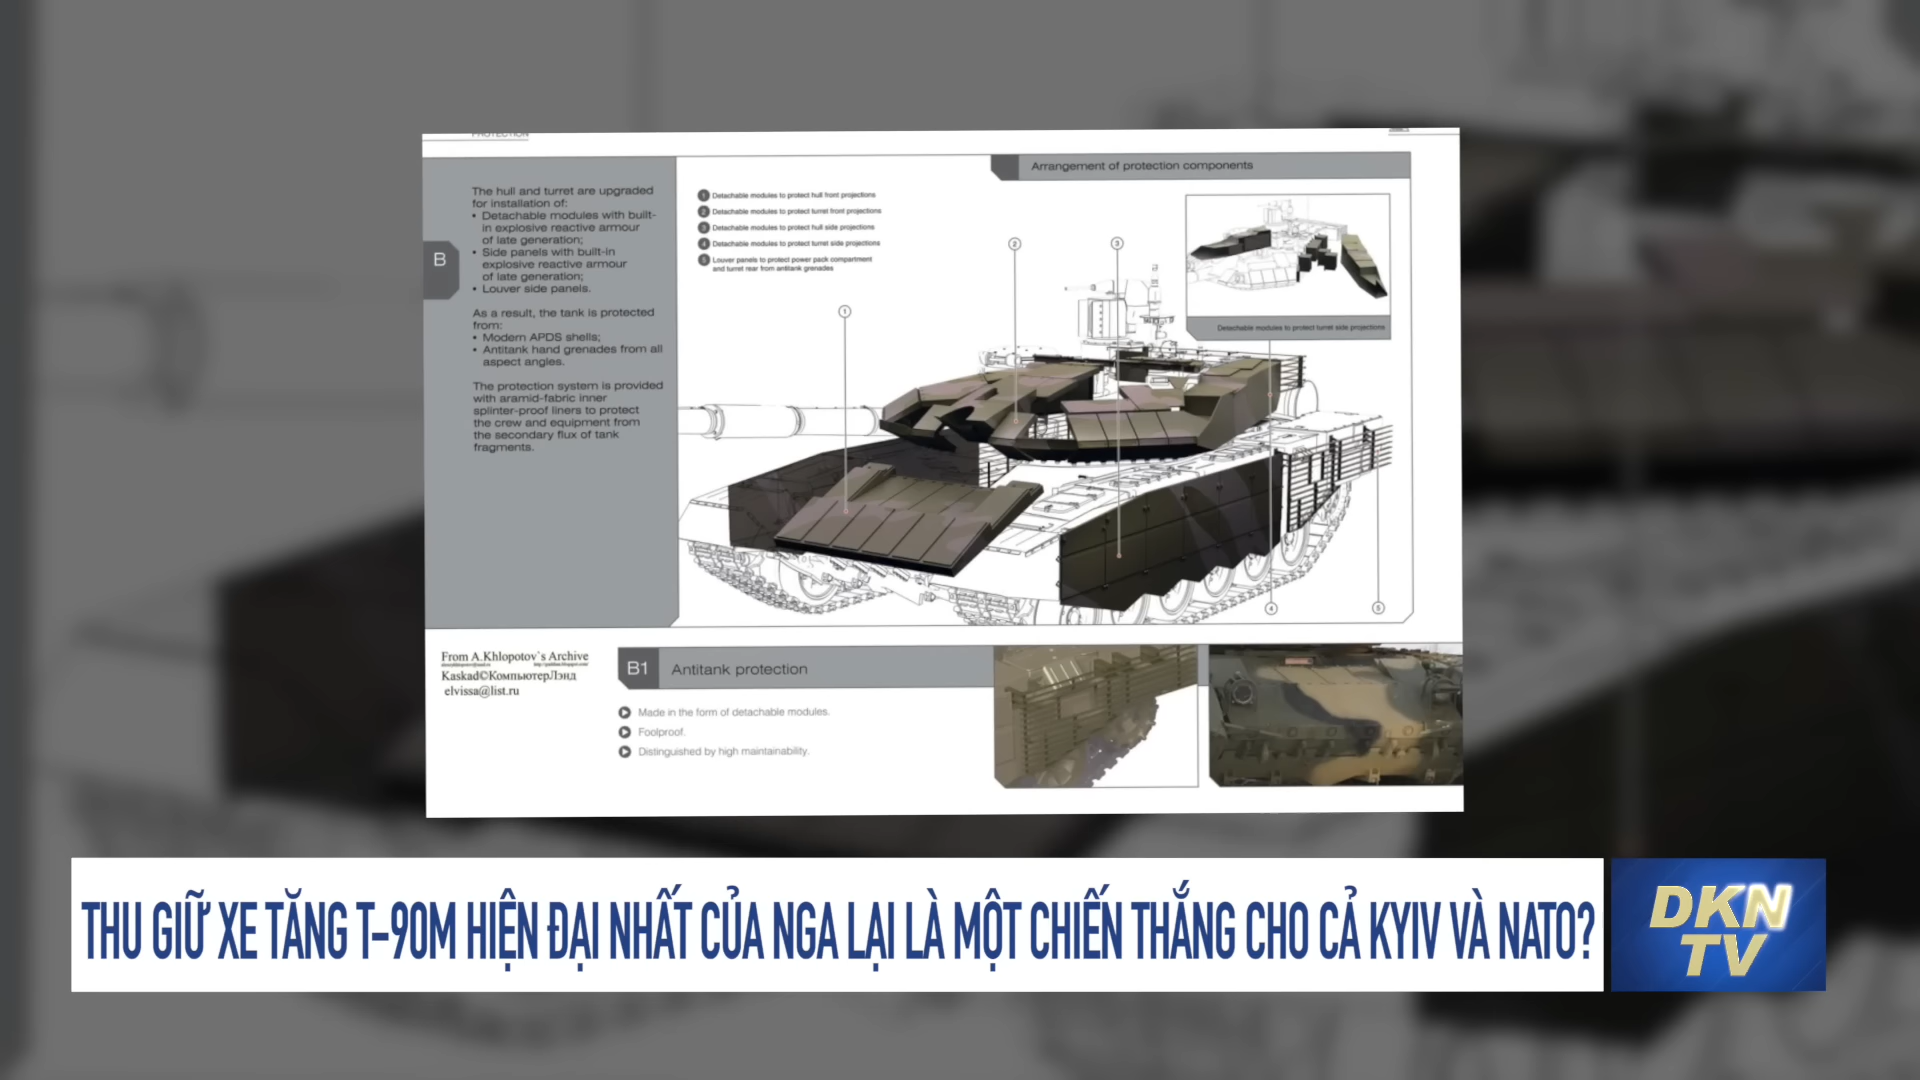 PROTECTION
Arrangement of protection components
The hull and turret are upgraded
for installation of:
• Detachable modules with built-
in explosive reactive armour
of late generation;
• Side panels with built-in
explosive reactive armour
of late generation;
• Louver side panels.
As a result, the tank is protected
from:
• Modern APDS shells;
• Antitank hand grenades from all
aspect angles.
The protection system is provided
with aramid-fabric inner
splinter-proof liners to protect
the crew and equipment from
the secondary flux of tank
fragments.
B
1 Detachable modules to protect hull front projections
2 Detachable modules to protect turret front projections
3 Detachable modules to protect hull side projections
4 Detachable modules to protect turret side projections
5 Louver panels to protect power pack compartment
and turret rear from antitank grenades
2
3
1
Detachable modules to protect turret side projections
4
5
From A.Khlopotov`s Archive
Kaskad©КомпьютерЛэнд
elvissa@list.ru
B1 Antitank protection
Made in the form of detachable modules.
Foolproof.
Distinguished by high maintainability.
THU GIỮ XE TĂNG T-90M HIỆN ĐẠI NHẤT CỦA NGA LẠI LÀ MỘT CHIẾN THẮNG CHO CẢ KYIV VÀ NATO?
DKN
TV